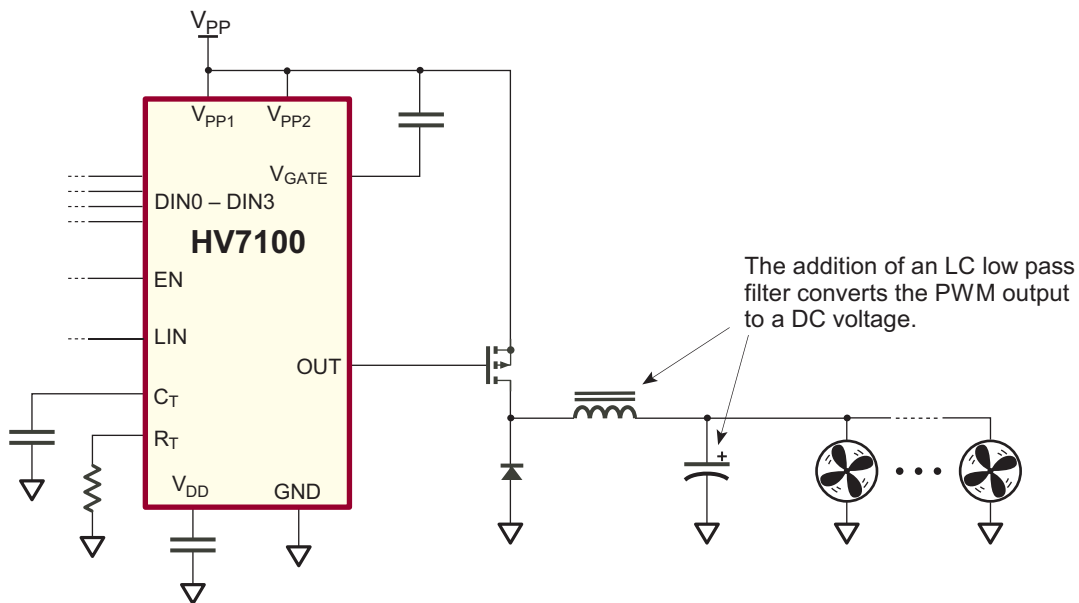 VPP
VPP1 VPP2
VGATE
DIN0 – DIN3
HV7100
EN
LIN
OUT
CT
RT
VDD
GND
The addition of an LC low pass
filter converts the PWM output
to a DC voltage.
+